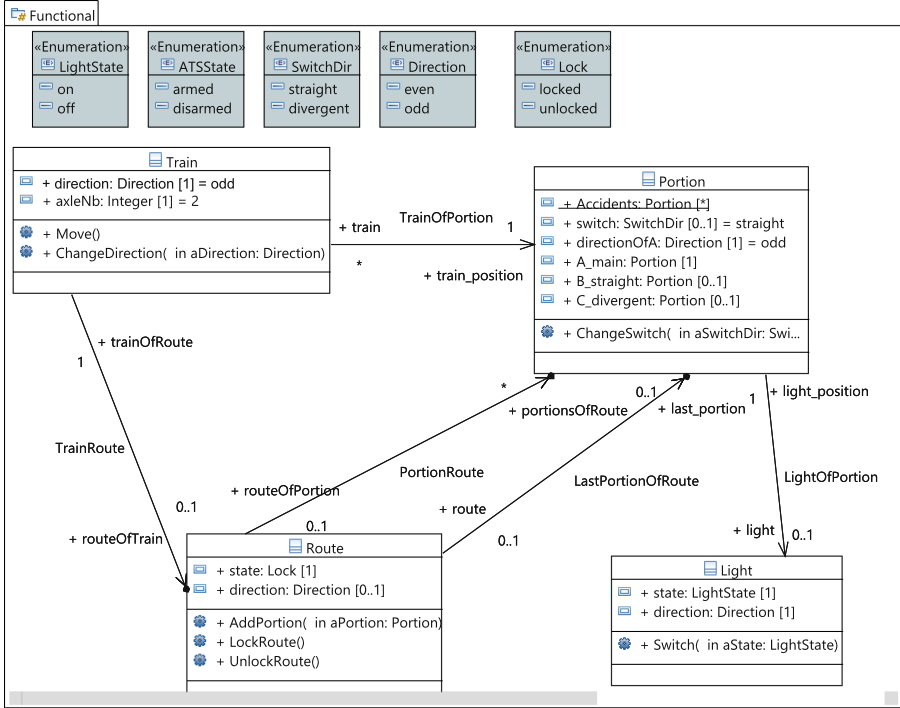 Functional
«Enumeration»
LightState
on
off
«Enumeration»
ATSState
armed
disarmed
«Enumeration»
SwitchDir
straight
divergent
«Enumeration»
Direction
even
odd
«Enumeration»
Lock
locked
unlocked
Train
+ direction: Direction [1] = odd
+ axleNb: Integer [1] = 2
+ Move()
+ ChangeDirection( in aDirection: Direction)
+ train
TrainOfPortion
1
*
+ train_position
Portion
+ Accidents: Portion [*]
+ switch: SwitchDir [0..1] = straight
+ directionOfA: Direction [1] = odd
+ A_main: Portion [1]
+ B_straight: Portion [0..1]
+ C_divergent: Portion [0..1]
+ ChangeSwitch( in aSwitchDir: Swi...
+ trainOfRoute
1
TrainRoute
0..1
+ routeOfTrain
*
+ portionsOfRoute
PortionRoute
+ routeOfPortion
0..1
0..1
+ last_portion
LastPortionOfRoute
+ route
0..1
1
+ light_position
LightOfPortion
+ light
0..1
Route
+ state: Lock [1]
+ direction: Direction [0..1]
+ AddPortion( in aPortion: Portion)
+ LockRoute()
+ UnlockRoute()
Light
+ state: LightState [1]
+ direction: Direction [1]
+ Switch( in aState: LightState)